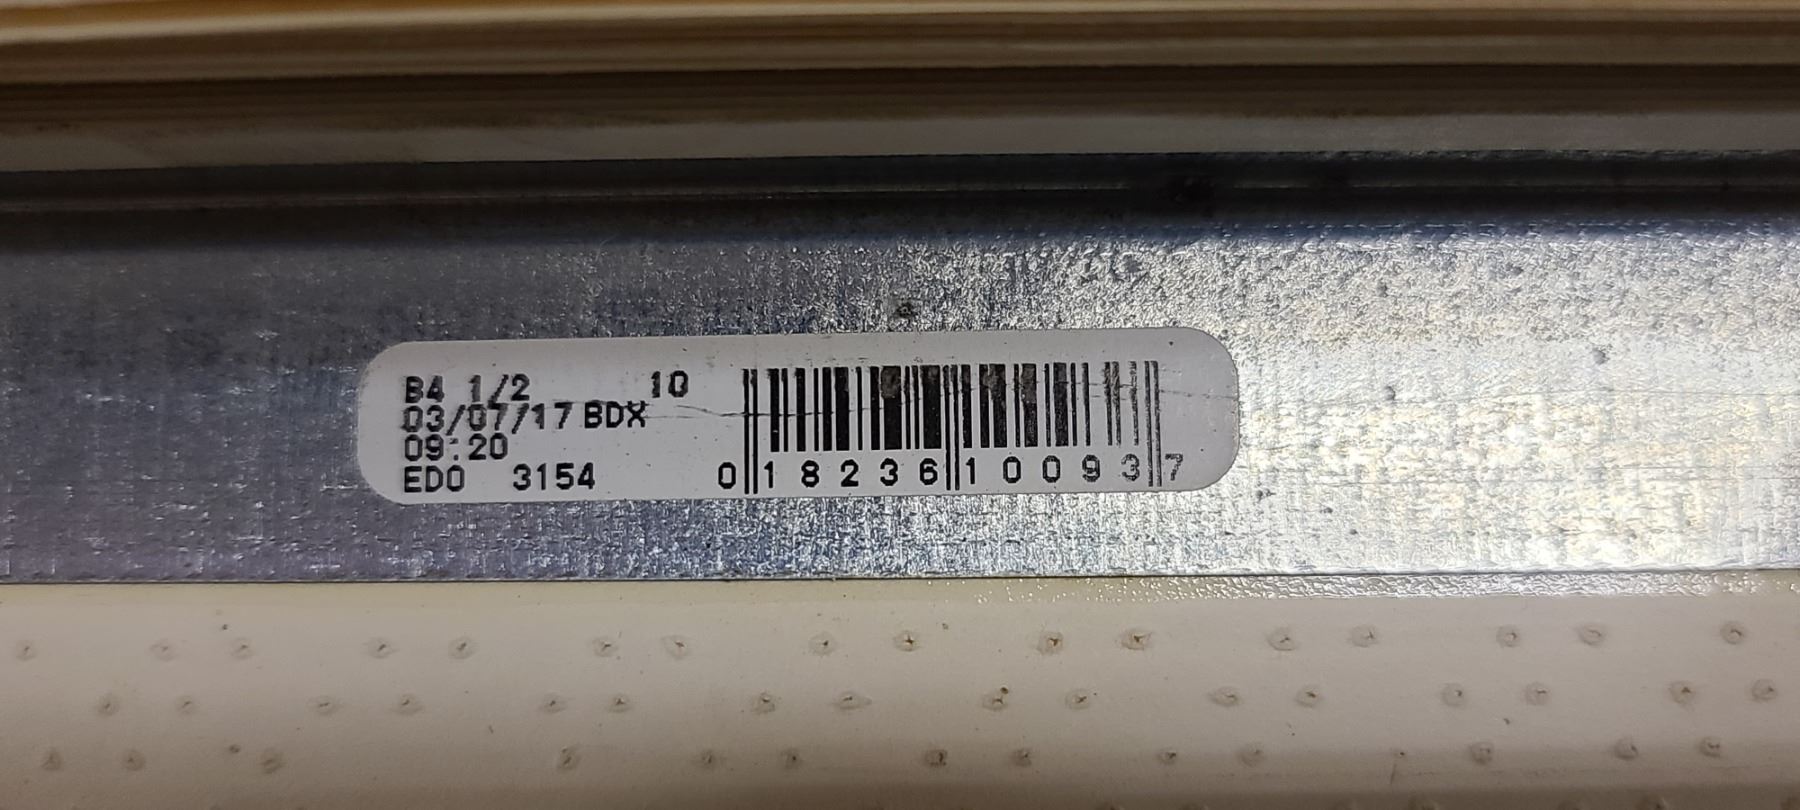 B4 1/2 10
03/07/17 BDX
09:20
EDO 3154
0 18236 10093 7